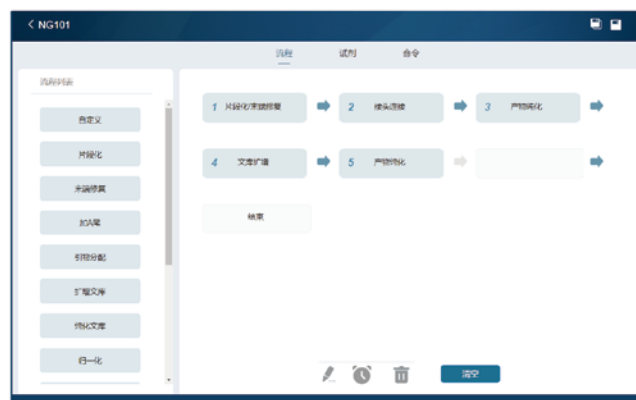 < NG101
流程 试剂 命令
流程列表
自定义
片段化
末端修复
加A尾
引物分配
扩增文库
纯化文库
归一化
1 片段化/末端修复
2 接头连接
3 产物纯化
4 文库扩增
5 产物纯化
结束
清空